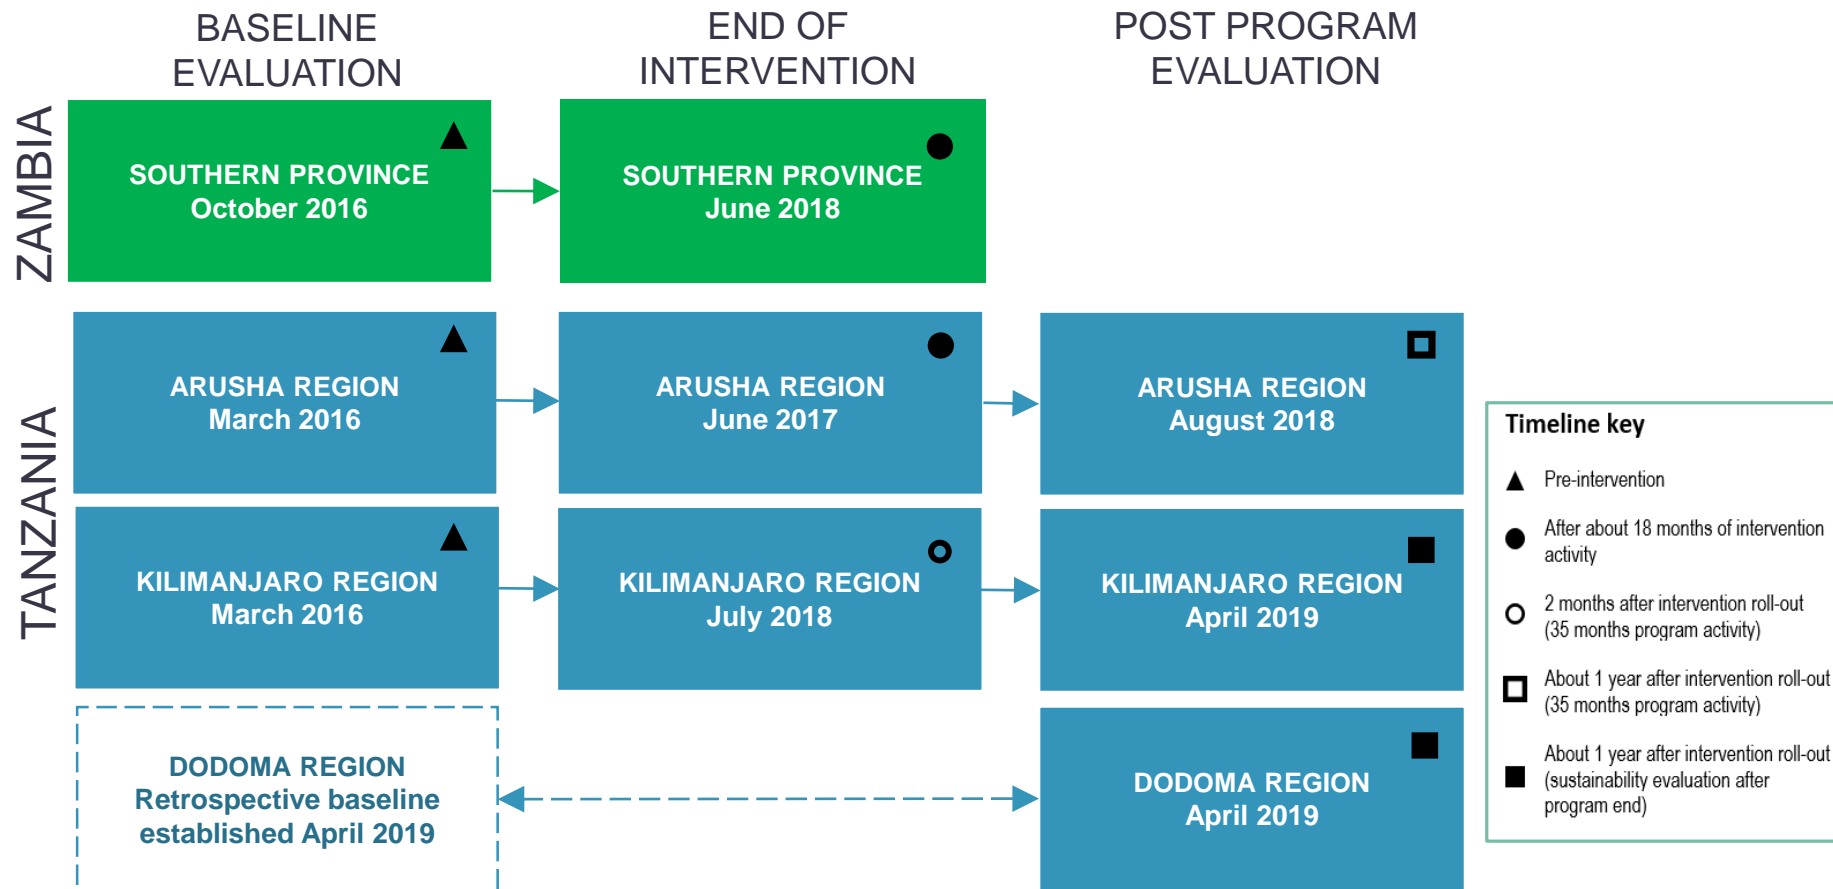 BASELINE
EVALUATION
END OF
INTERVENTION
POST PROGRAM
EVALUATION
ZAMBIA
SOUTHERN PROVINCE
October 2016
SOUTHERN PROVINCE
June 2018
TANZANIA
ARUSHA REGION
March 2016
ARUSHA REGION
June 2017
ARUSHA REGION
August 2018
KILIMANJARO REGION
March 2016
KILIMANJARO REGION
July 2018
KILIMANJARO REGION
April 2019
DODOMA REGION
Retrospective baseline
established April 2019
DODOMA REGION
April 2019
Timeline key
Pre-intervention
After about 18 months of intervention
activity
2 months after intervention roll-out
(35 months program activity)
About 1 year after intervention roll-out
(35 months program activity)
About 1 year after intervention roll-out
(sustainability evaluation after
program end)